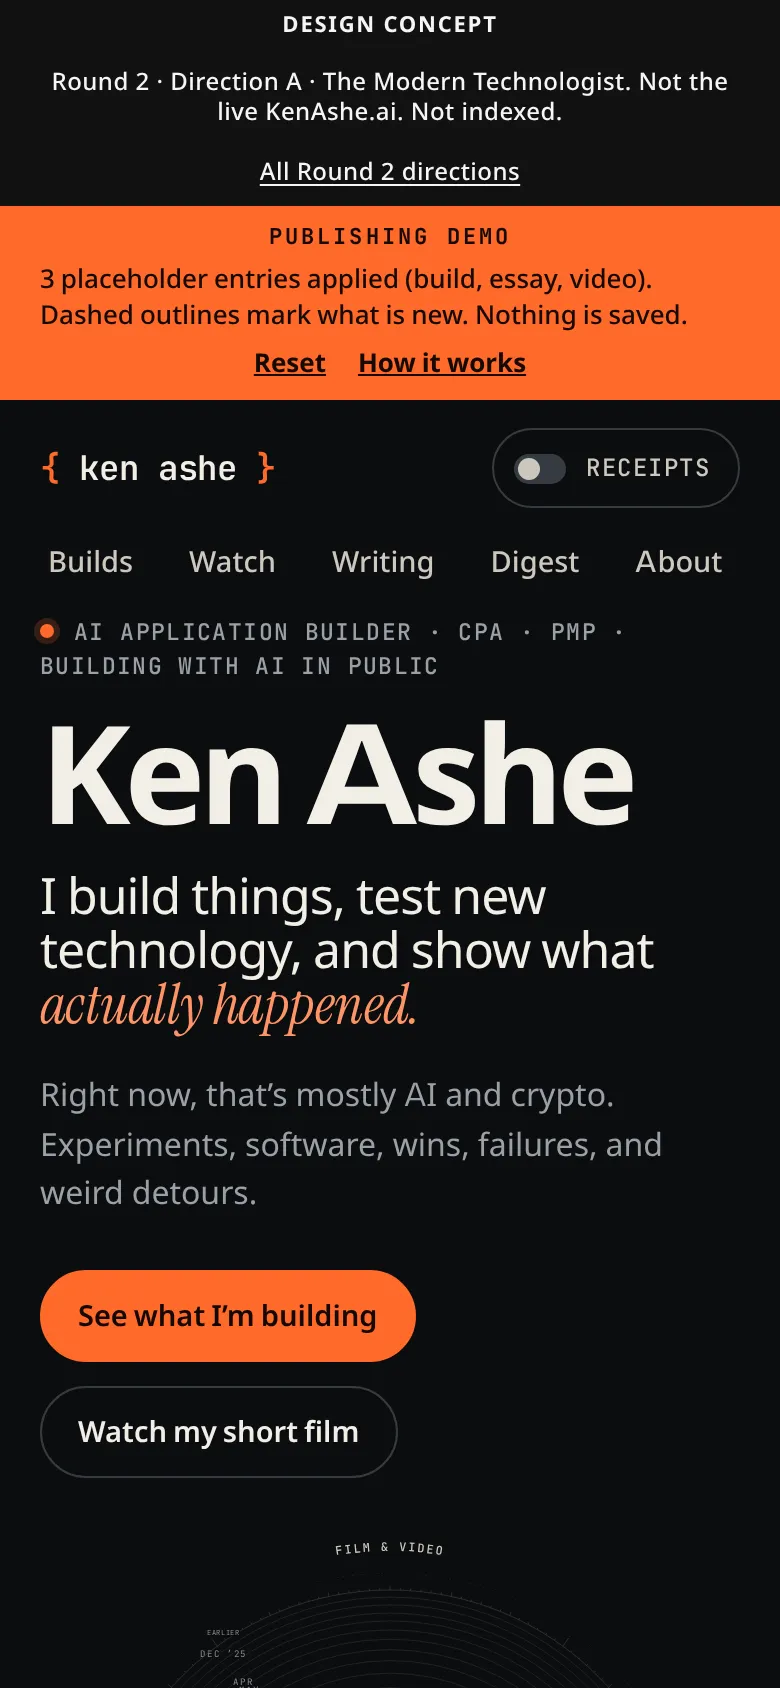 DESIGN CONCEPT
Round 2 · Direction A · The Modern Technologist. Not the
live KenAshe.ai. Not indexed.
All Round 2 directions
PUBLISHING DEMO
3 placeholder entries applied (build, essay, video).
Dashed outlines mark what is new. Nothing is saved.
Reset How it works
{ ken ashe } RECEIPTS
Builds Watch Writing Digest About
AI APPLICATION BUILDER · CPA · PMP ·
BUILDING WITH AI IN PUBLIC
Ken Ashe
I build things, test new
technology, and show what
actually happened.
Right now, that’s mostly AI and crypto.
Experiments, software, wins, failures, and
weird detours.
See what I’m building
Watch my short film
FILM & VIDEO
EARLIER
DEC ’25
APR